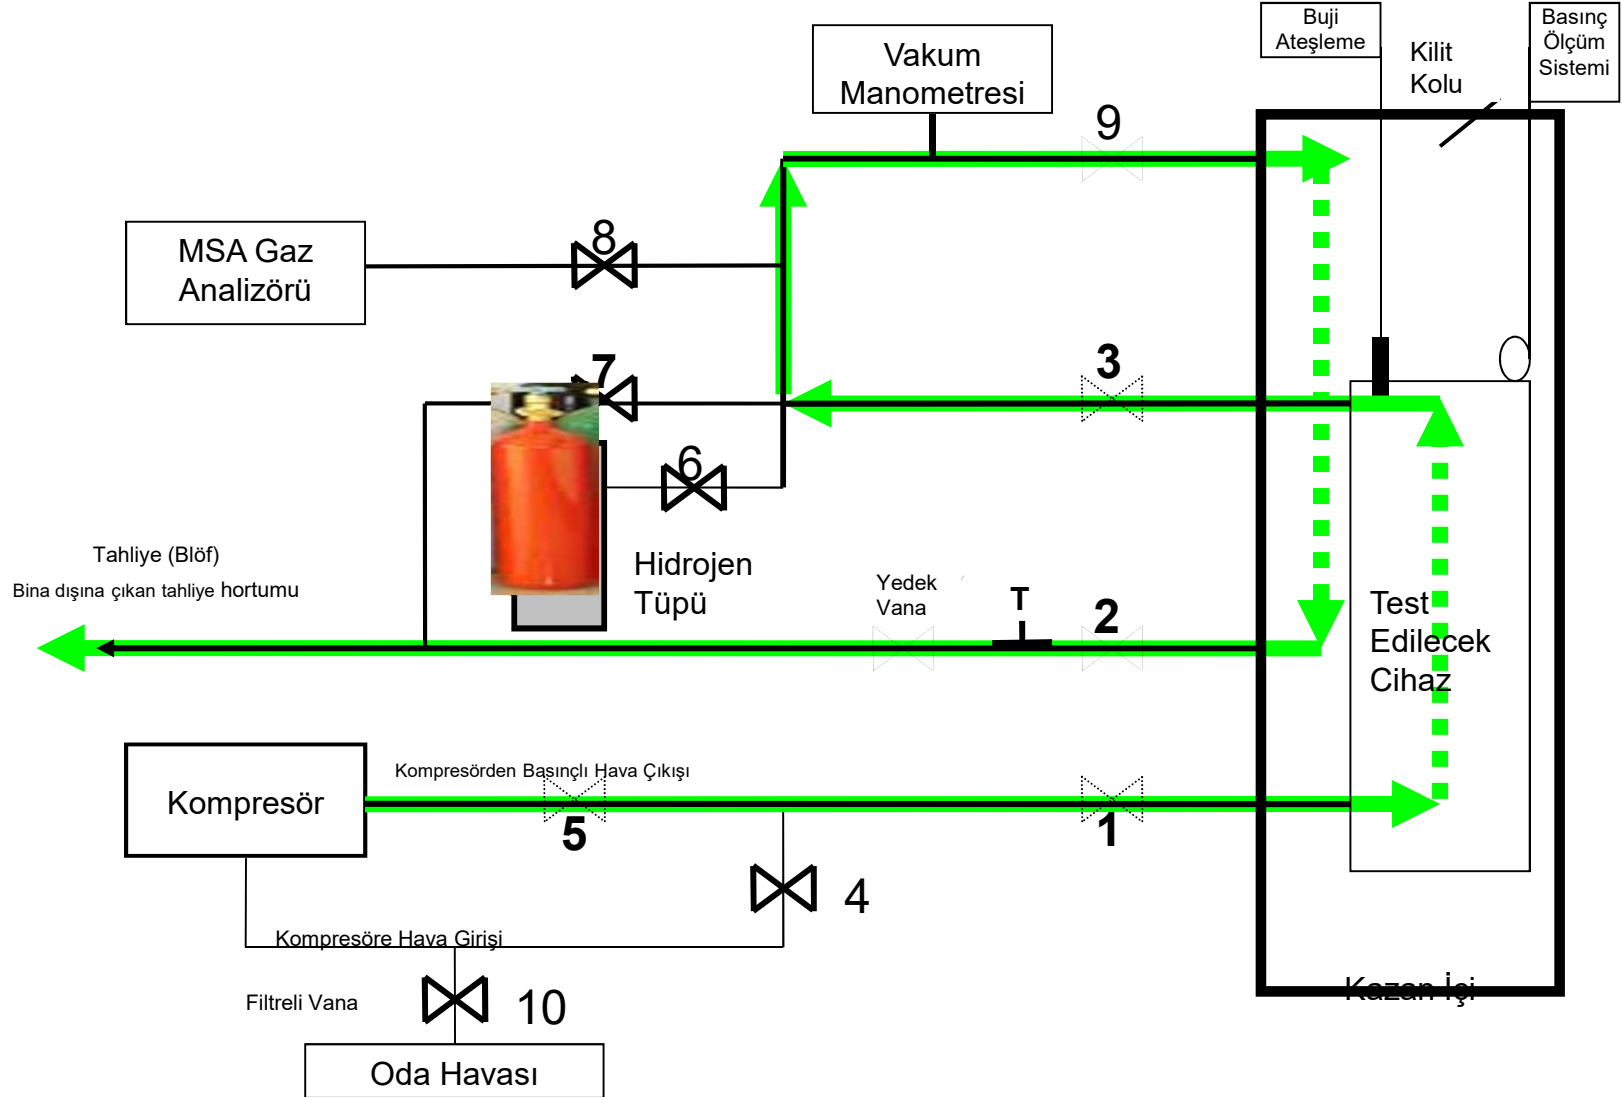 Buji
Ateşleme
Kilit
Kolu
Basınç
Ölçüm
Sistemi
Vakum
Manometresi
9
MSA Gaz
Analizörü
8
7
3
6
Hidrojen
Tüpü
Tahliye (Blöf)
Bina dışına çıkan tahliye hortumu
Yedek
Vana
T
2
Test
Edilecek
Cihaz
Kompresör
Kompresörden Basınçlı Hava Çıkışı
5
1
4
Kompresöre Hava Girişi
Filtreli Vana
10
Kazan İçi
Oda Havası